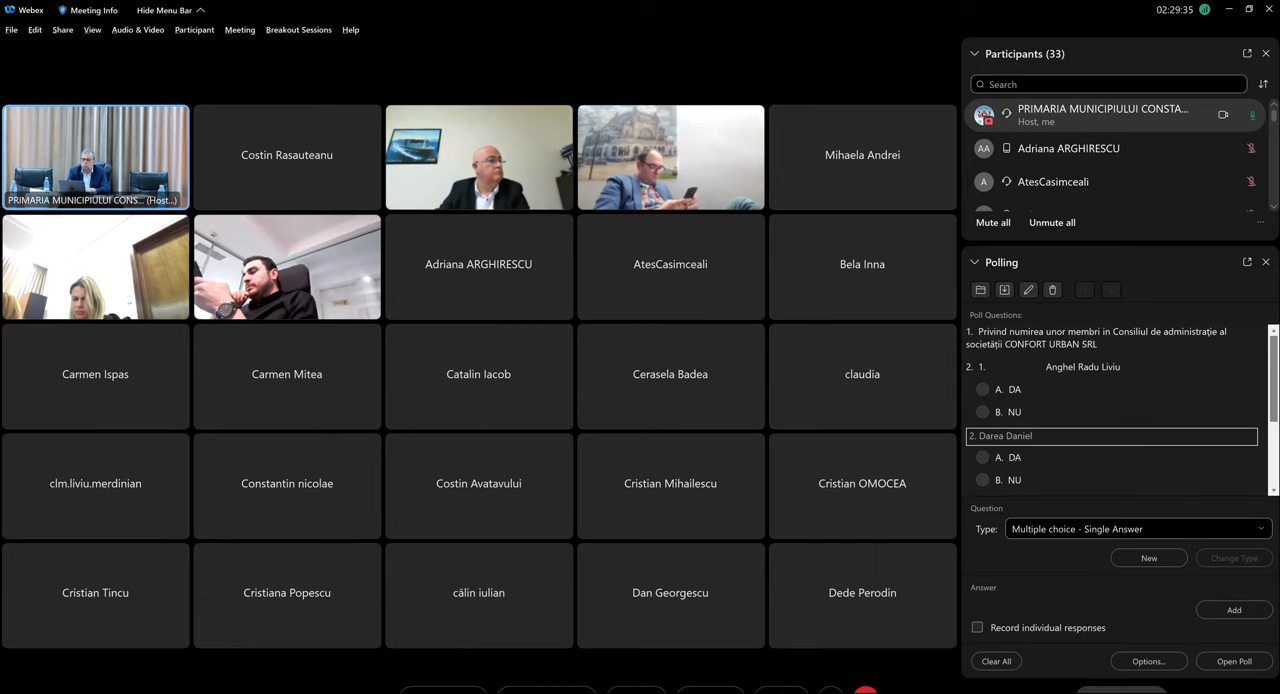 Webex
Meeting Info
Hide Menu Bar
02:29:35
File
Edit
Share
View
Audio & Video
Participant
Meeting
Breakout Sessions
Help
PRIMARIA MUNICIPIULUI CONS... (Host...)
Costin Rasauteanu
Mihaela Andrei
Adriana ARGHIRESCU
AtesCasimceali
Bela Inna
Carmen Ispas
Carmen Mitea
Catalin Iacob
Cerasela Badea
claudia
clm.liviu.merdinian
Constantin nicolae
Costin Avatavului
Cristian Mihailescu
Cristian OMOCEA
Cristian Tincu
Cristiana Popescu
călin iulian
Dan Georgescu
Dede Perodin
Participants (33)
Search
PRIMARIA MUNICIPIULUI CONSTA...
Host, me
AA
Adriana ARGHIRESCU
A
AtesCasimceali
Mute all
Unmute all
Polling
Poll Questions:
1. Privind numirea unor membri in Consiliul de administraţie al
societății CONFORT URBAN SRL
2. 1. Anghel Radu Liviu
A. DA
B. NU
2. Darea Daniel
A. DA
B. NU
Question
Type: Multiple choice - Single Answer
New
Change Type
Answer
Add
Record individual responses
Clear All
Options...
Open Poll